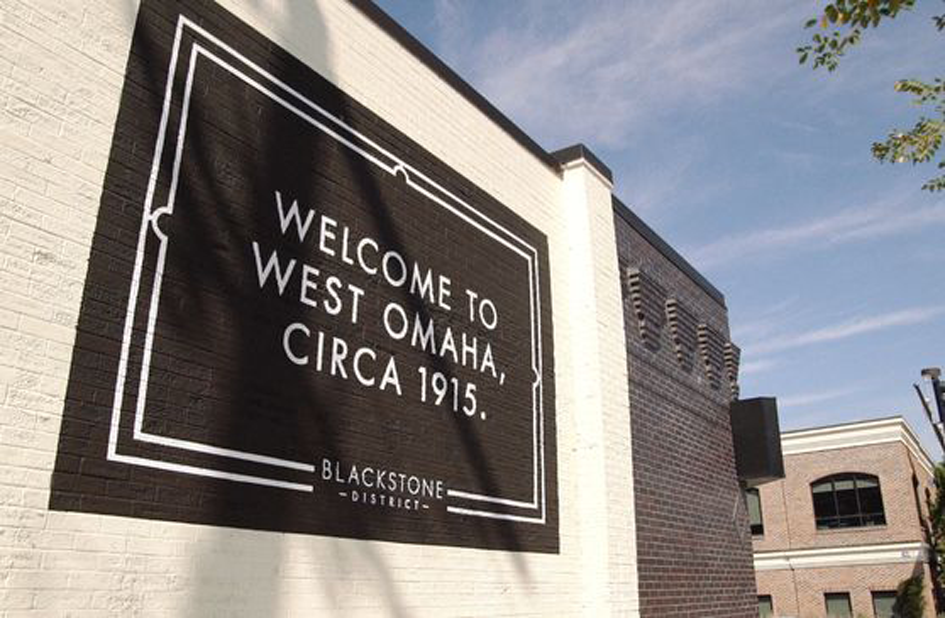 WELCOME TO
WEST OMAHA,
CIRCA 1915.
BLACKSTONE
–DISTRICT–